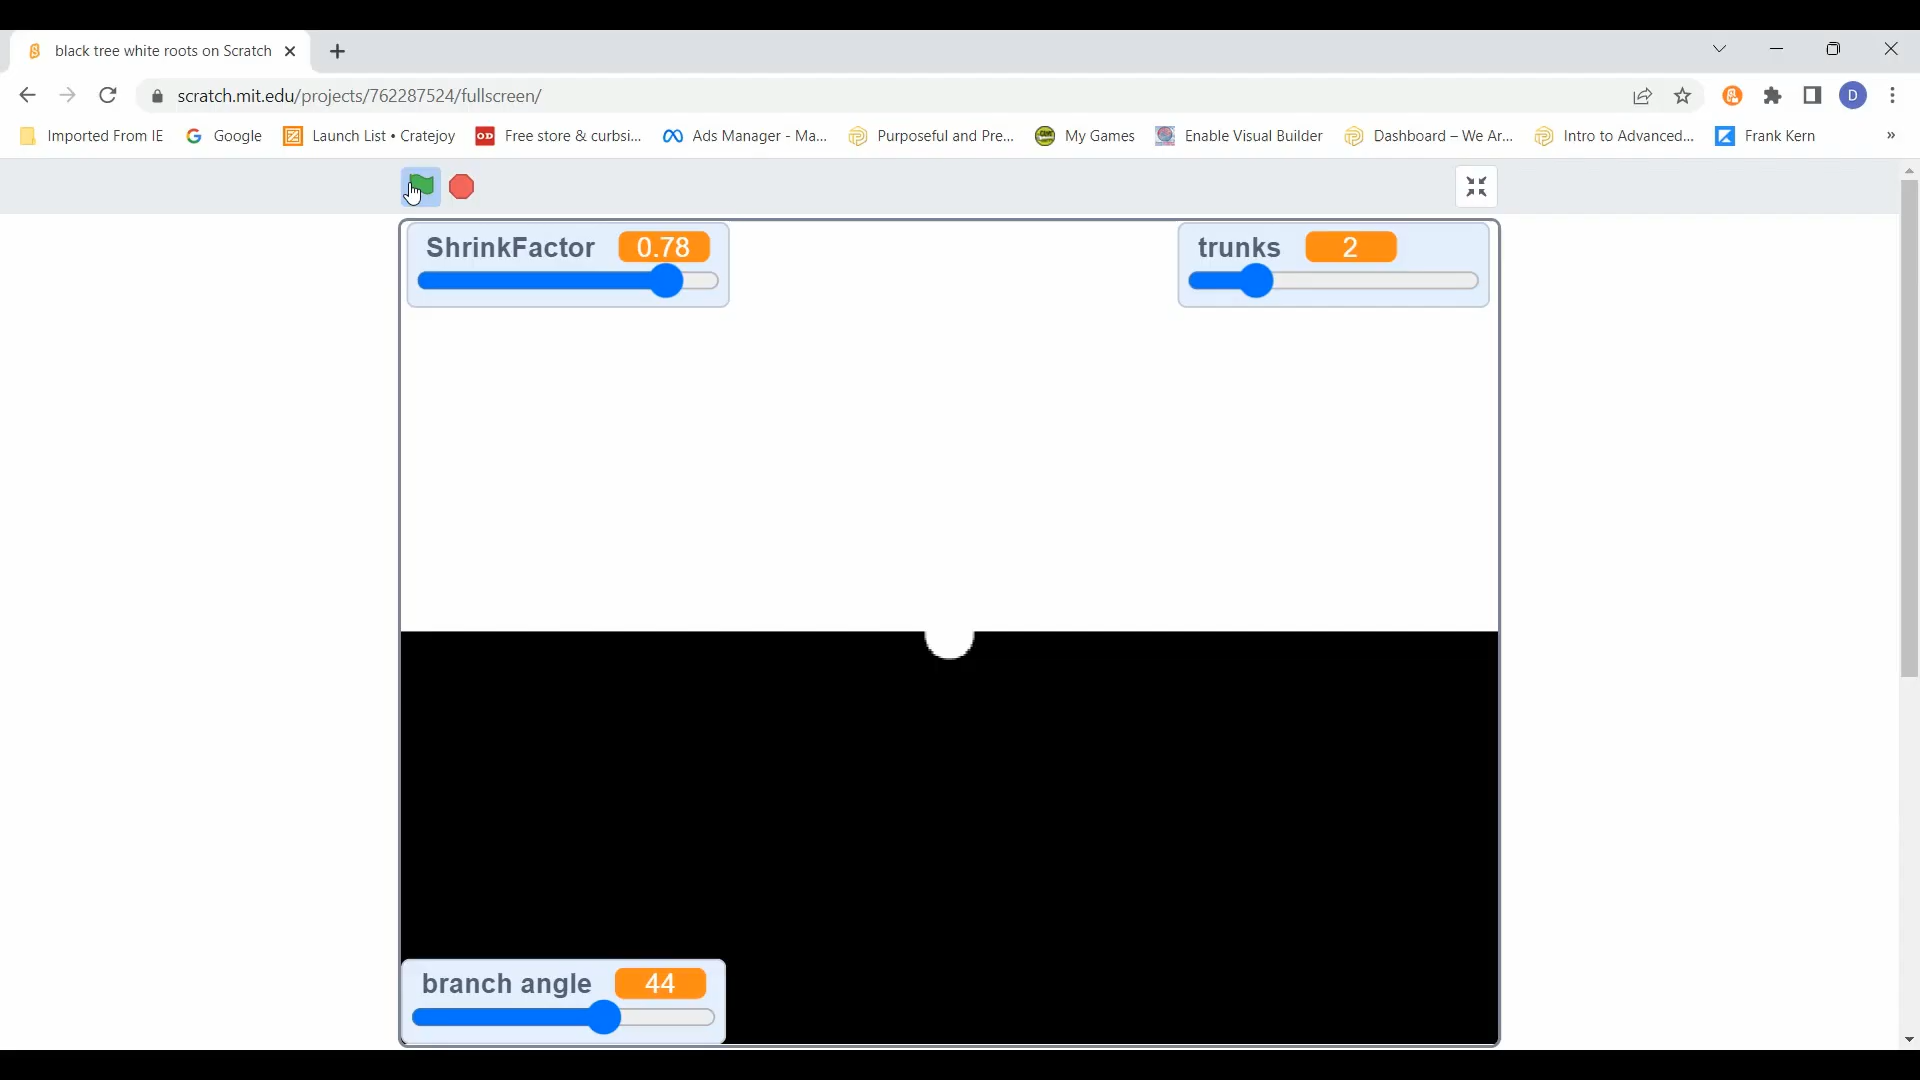 black tree white roots on Scratch
scratch.mit.edu/projects/762287524/fullscreen/
D
Imported From IE
Google
Launch List • Cratejoy
OD
Free store & curbsi...
Ads Manager - Ma...
Purposeful and Pre...
My Games
Enable Visual Builder
Dashboard – We Ar...
Intro to Advanced...
Frank Kern
»
ShrinkFactor 0.78
trunks 2
branch angle 44